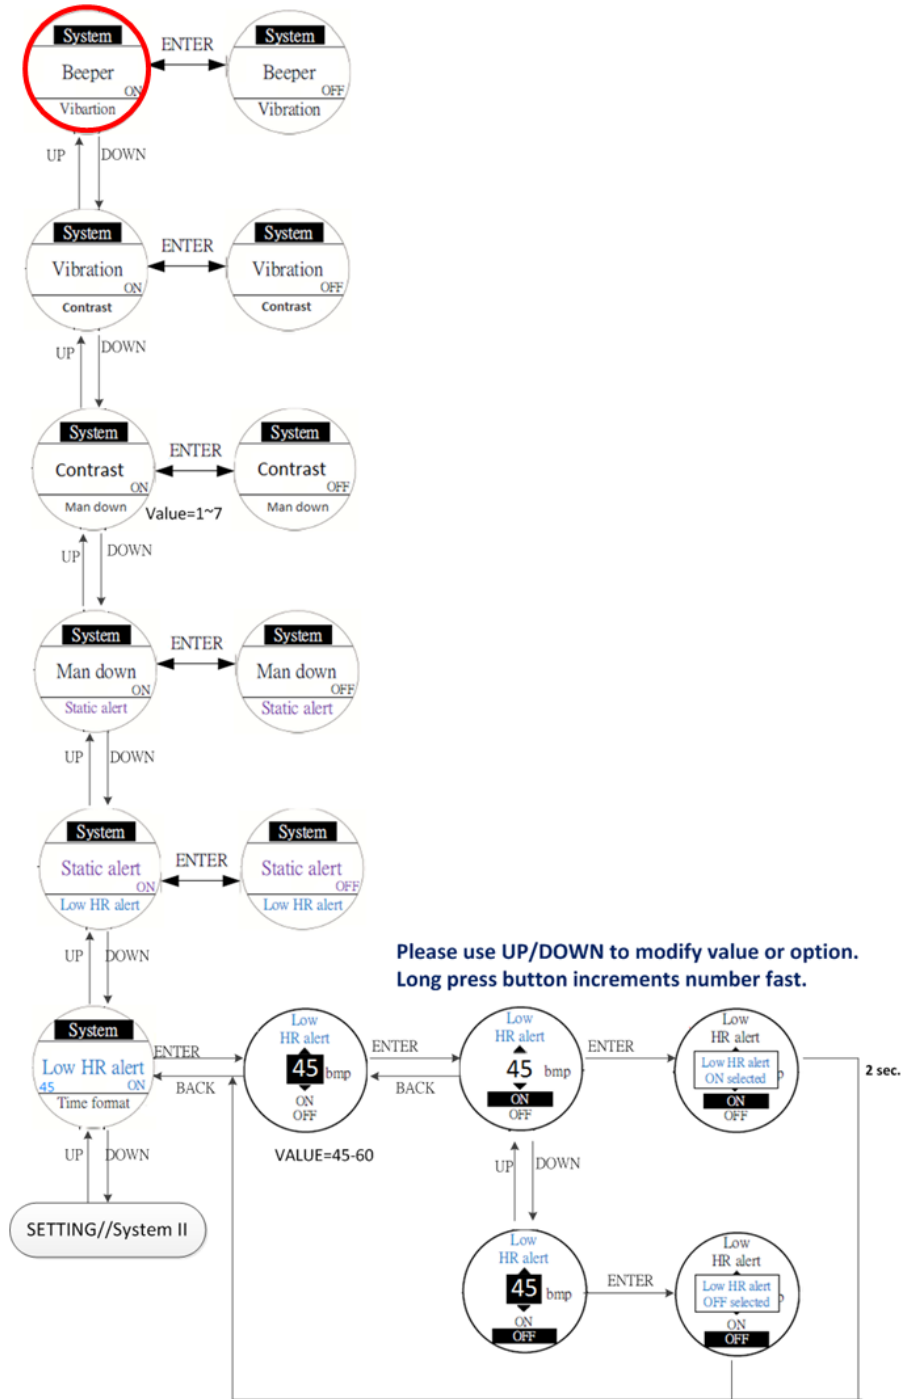 System
Beeper
ON
Vibartion
ENTER
System
Beeper
OFF
Vibration
UP
DOWN
System
Vibration
ON
Contrast
ENTER
System
Vibration
OFF
Contrast
UP
DOWN
System
Contrast
ON
Man down
ENTER
Value=1~7
System
Contrast
OFF
Man down
UP
DOWN
System
Man down
ON
Static alert
ENTER
System
Man down
OFF
Static alert
UP
DOWN
System
Static alert
ON
Low HR alert
ENTER
System
Static alert
OFF
Low HR alert
UP
DOWN
Please use UP/DOWN to modify value or option.
Long press button increments number fast.
System
Low HR alert
45 ON
Time format
ENTER
BACK
Low
HR alert
45 bmp
ON
OFF
VALUE=45-60
ENTER
BACK
Low
HR alert
45 bmp
ON
OFF
ENTER
Low
HR alert
Low HR alert
ON selected
p
ON
OFF
2 sec.
UP
DOWN
SETTING//System II
UP
DOWN
Low
HR alert
45 bmp
ON
OFF
ENTER
Low
HR alert
Low HR alert
OFF selected
p
ON
OFF